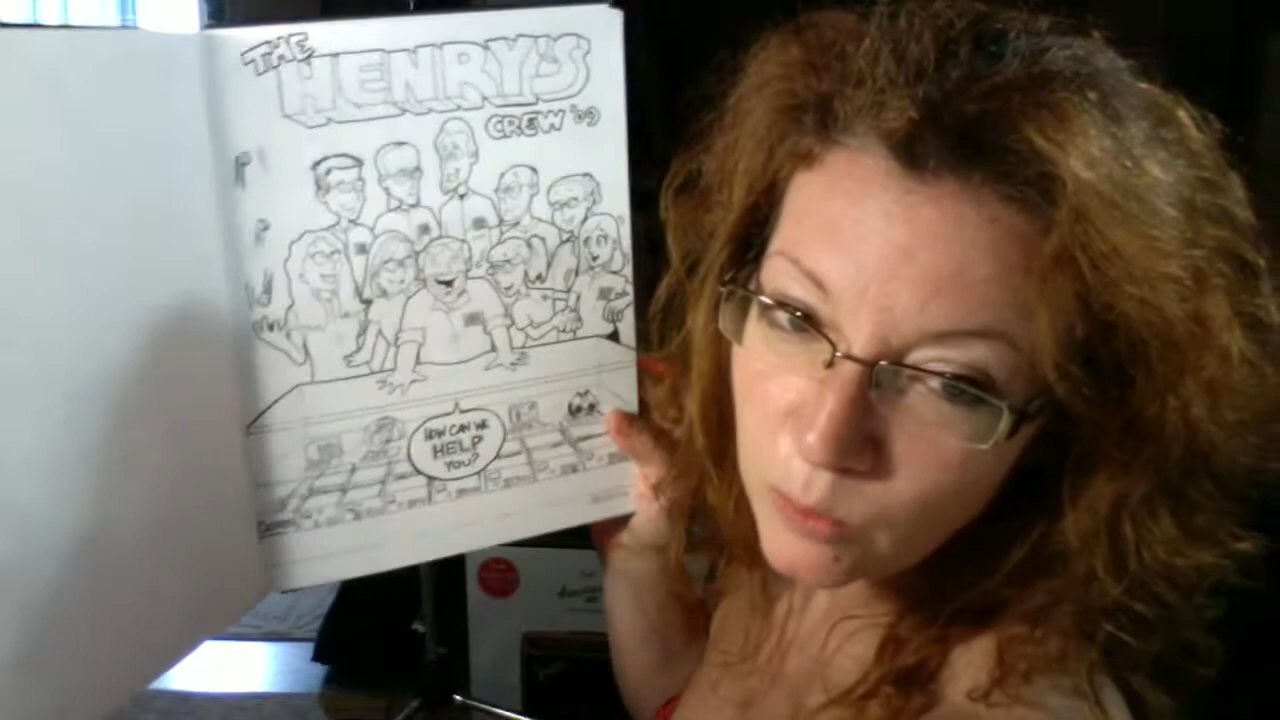 THE
HENRY'S
CREW '09
HOW CAN WE
HELP
YOU?